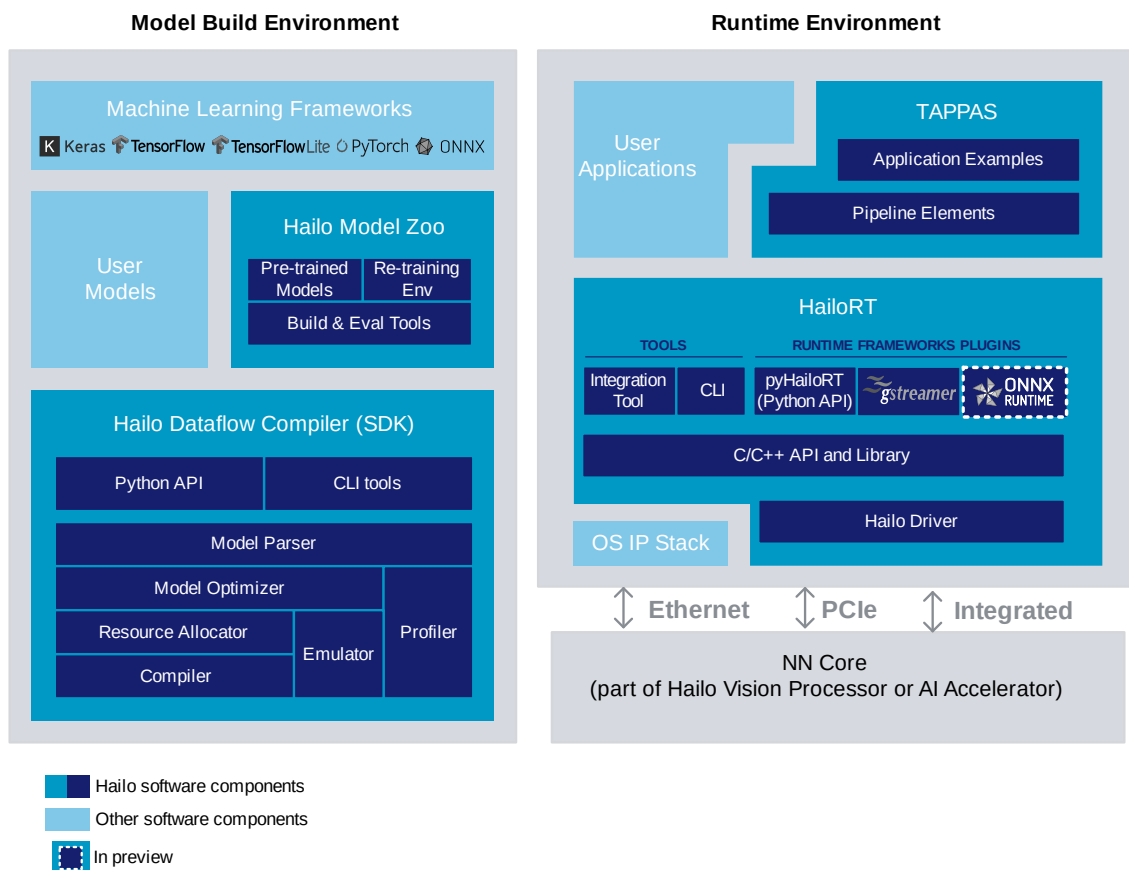 Model Build Environment
Machine Learning Frameworks
K Keras TensorFlow TensorFlowLite PyTorch ONNX
User
Models
Hailo Model Zoo
Pre-trained
Models
Re-training
Env
Build & Eval Tools
Hailo Dataflow Compiler (SDK)
Python API
CLI tools
Model Parser
Model Optimizer
Resource Allocator
Compiler
Emulator
Profiler
Runtime Environment
User
Applications
TAPPAS
Application Examples
Pipeline Elements
HailoRT
TOOLS
Integration
Tool
CLI
RUNTIME FRAMEWORKS PLUGINS
pyHailoRT
(Python API)
gstreamer
ONNX
RUNTIME
C/C++ API and Library
OS IP Stack
Hailo Driver
Ethernet
PCIe
Integrated
NN Core
(part of Hailo Vision Processor or AI Accelerator)
Hailo software components
Other software components
In preview